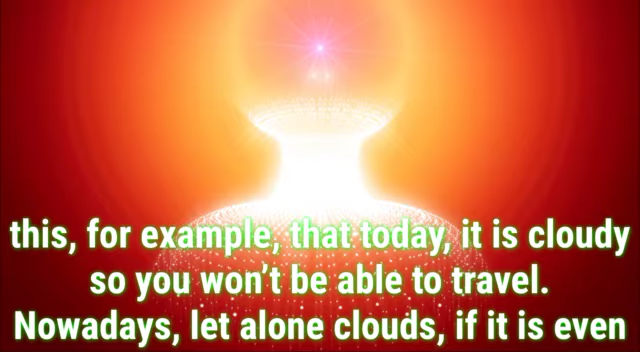 this, for example, that today, it is cloudy
so you won't be able to travel.
Nowadays, let alone clouds, if it is even